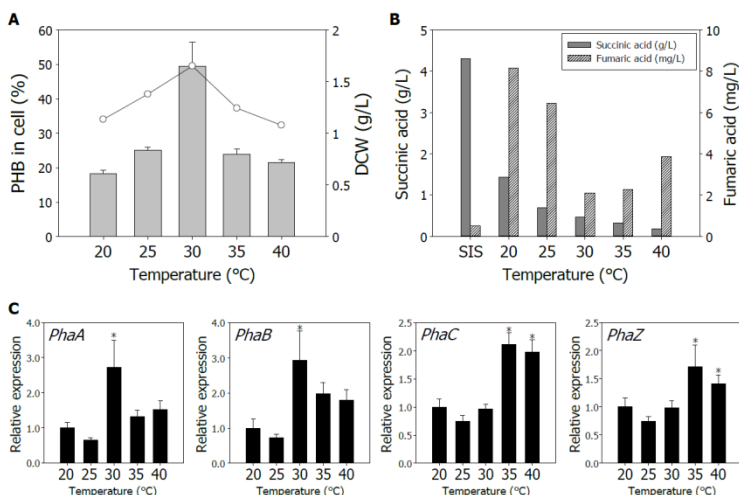 A
PHB in cell (%)
60
50
40
30
20
10
0
2
1.5
1
0.5
0
DCW (g/L)
20 25 30 35 40
Temperature (°C)
B
Succinic acid (g/L)
5
4
3
2
1
0
Succinic acid (g/L)
Fumaric acid (mg/L)
10
8
6
4
2
0
Fumaric acid (mg/L)
SIS 20 25 30 35 40
Temperature (°C)
C
PhaA
Relative expression
4.0
3.0
2.0
1.0
0.0
*
20 25 30 35 40
Temperature (°C)
PhaB
Relative expression
4.0
3.0
2.0
1.0
0.0
*
20 25 30 35 40
Temperature (°C)
PhaC
Relative expression
2.5
2.0
1.5
1.0
0.5
0.0
* *
20 25 30 35 40
Temperature (°C)
PhaZ
Relative expression
2.5
2.0
1.5
1.0
0.5
0.0
* *
20 25 30 35 40
Temperature (°C)